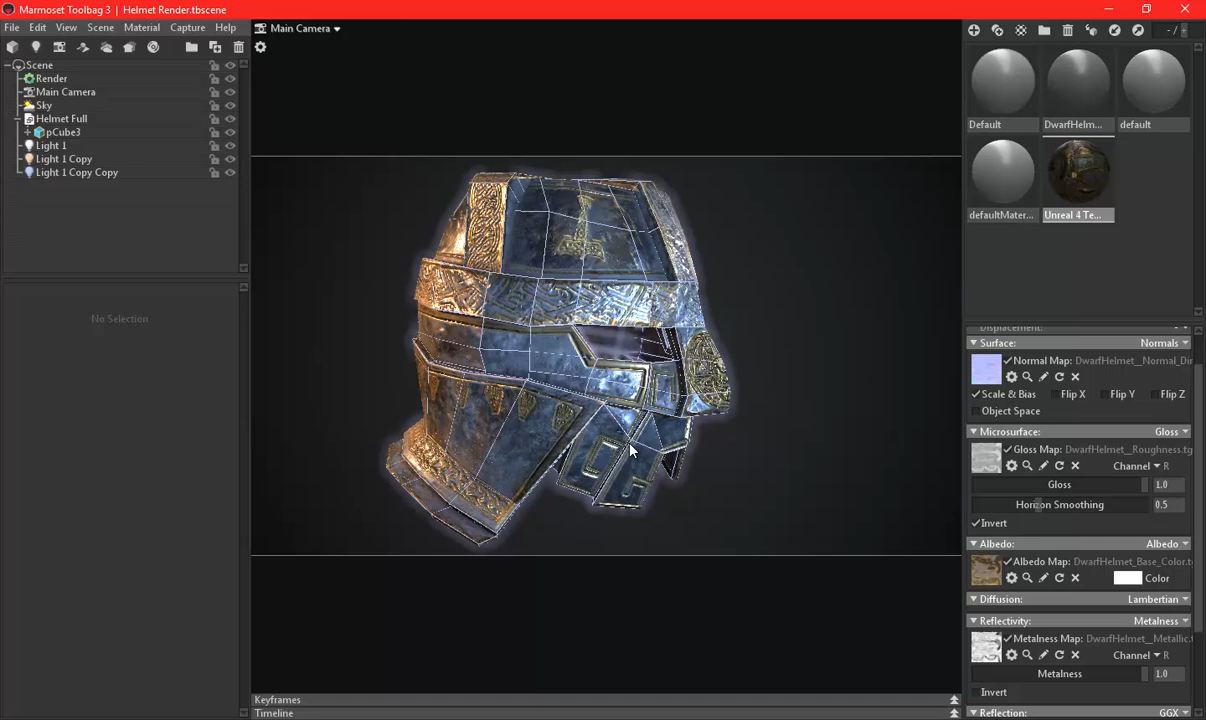 Marmoset Toolbag 3 | Helmet Render.tbscene
File Edit View Scene Material Capture Help
Main Camera
- /
Scene
Render
Main Camera
Sky
Helmet Full
pCube3
Light 1
Light 1 Copy
Light 1 Copy Copy
No Selection
Default DwarfHelm... default
defaultMater... Unreal 4 Te...
Displacement:
Surface: Normals
Normal Map: DwarfHelmet__Normal_Dir
Scale & Bias Flip X Flip Y Flip Z
Object Space
Microsurface: Gloss
Gloss Map: DwarfHelmet__Roughness.tg
Channel R
Gloss 1.0
Horizon Smoothing 0.5
Invert
Albedo: Albedo
Albedo Map: DwarfHelmet_Base_Color.t
Color
Diffusion: Lambertian
Reflectivity: Metalness
Metalness Map: DwarfHelmet__Metallic.t
Channel R
Metalness 1.0
Invert
Reflection: GGX
Keyframes
Timeline